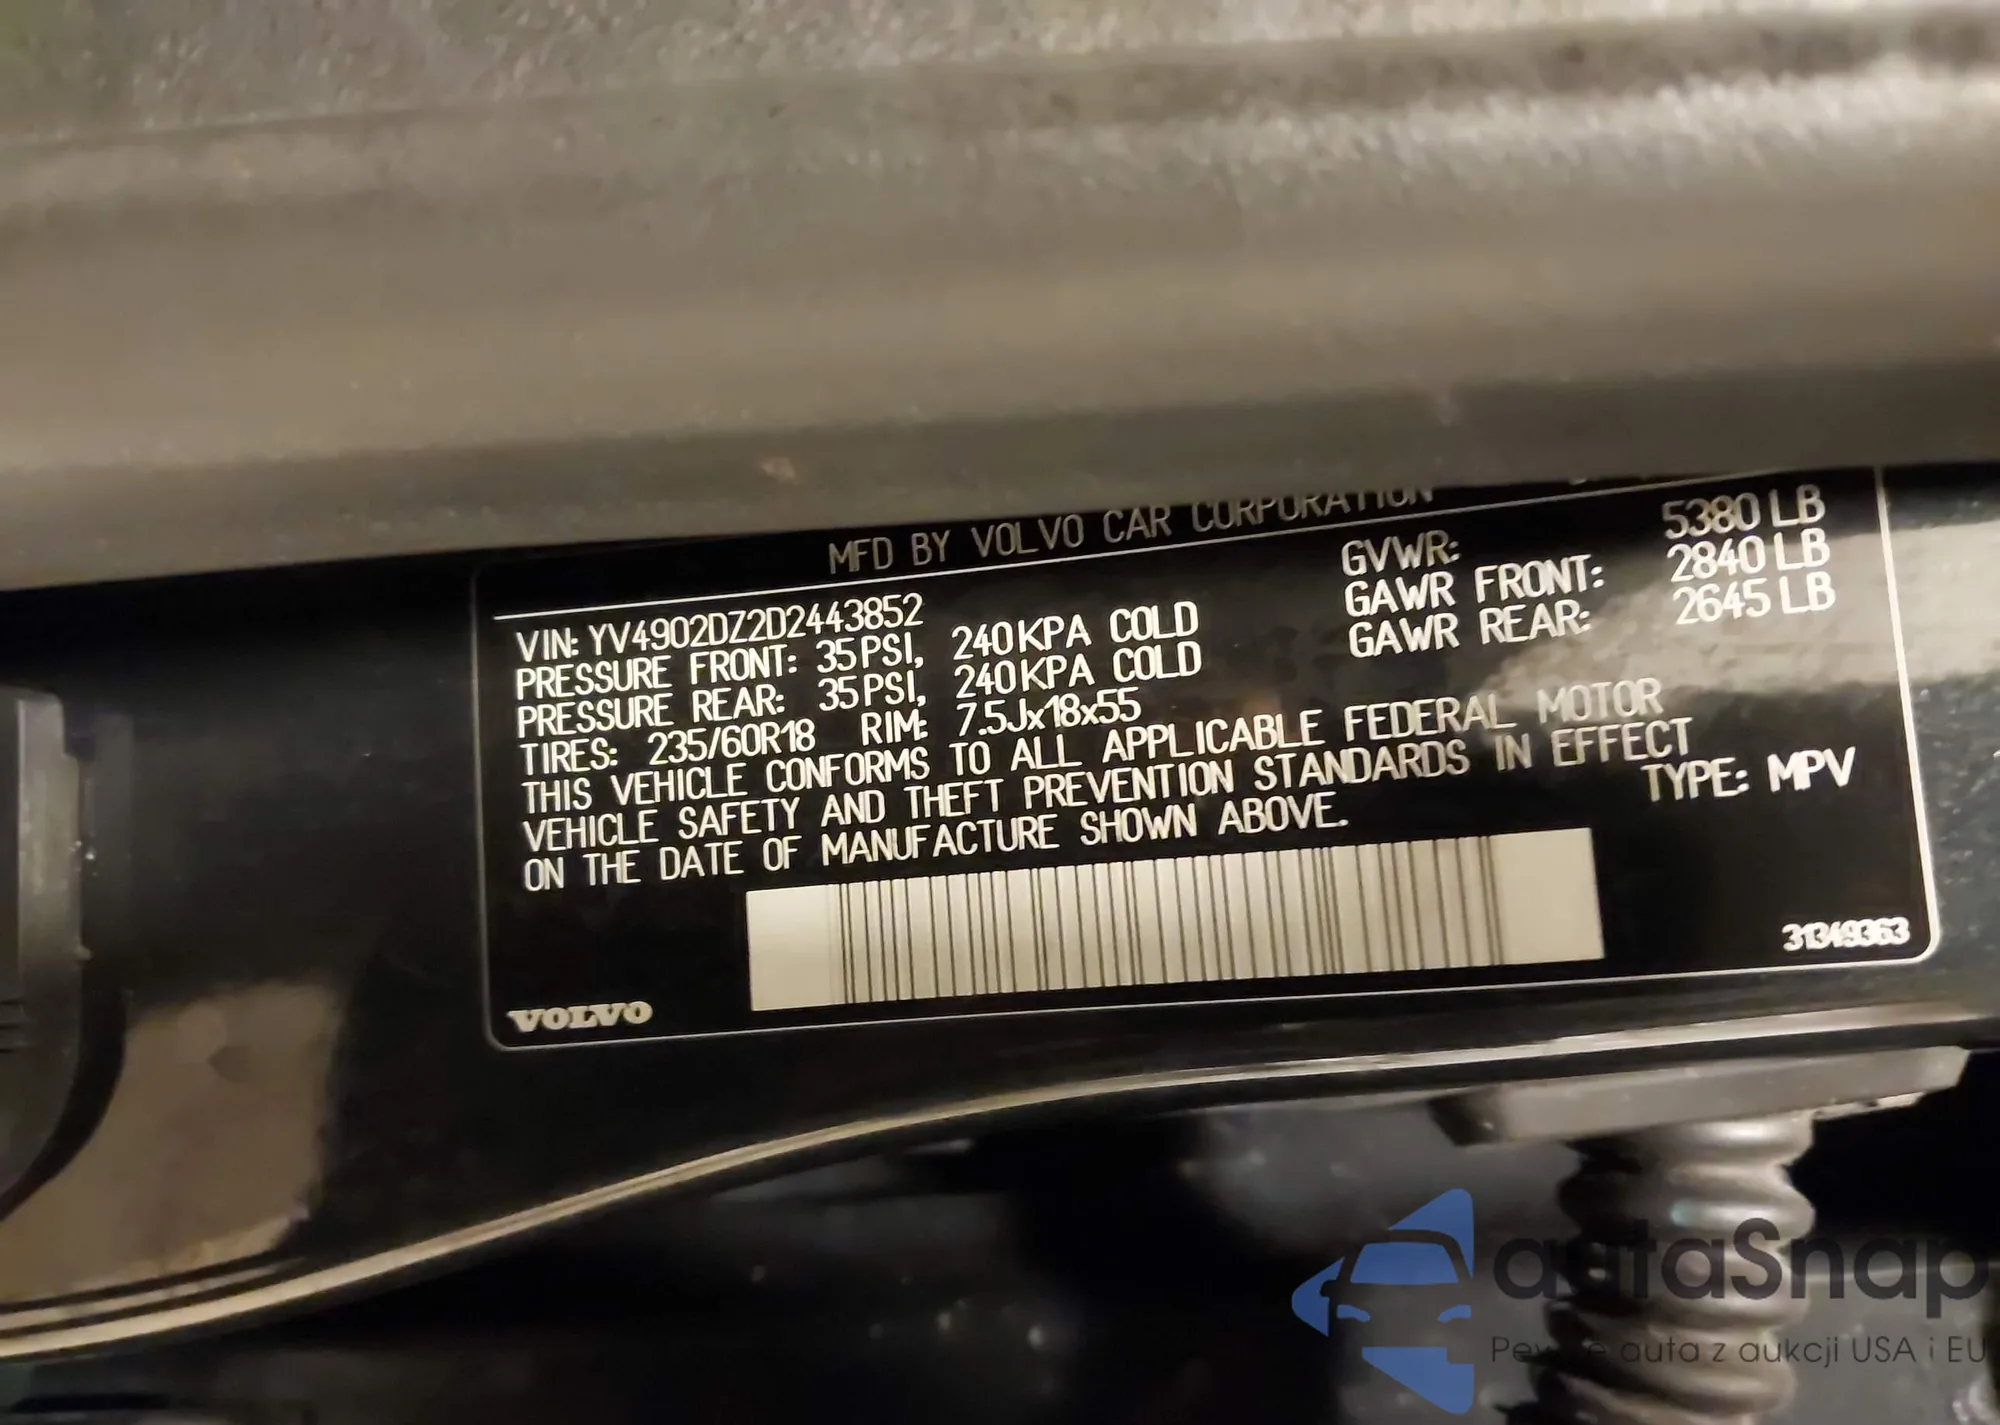 MFD BY VOLVO CAR CORPORATION
VIN: YV4902DZ2D2443852
PRESSURE FRONT: 35PSI, 240KPA COLD
PRESSURE REAR: 35PSI, 240KPA COLD
TIRES: 235/60R18 RIM: 7.5Jx18x55
GVWR: 5380 LB
GAWR FRONT: 2840 LB
GAWR REAR: 2645 LB
THIS VEHICLE CONFORMS TO ALL APPLICABLE FEDERAL MOTOR
VEHICLE SAFETY AND THEFT PREVENTION STANDARDS IN EFFECT
ON THE DATE OF MANUFACTURE SHOWN ABOVE.
TYPE: MPV
31349363
VOLVO
autaSnap
Pewne auta z aukcji USA i EU